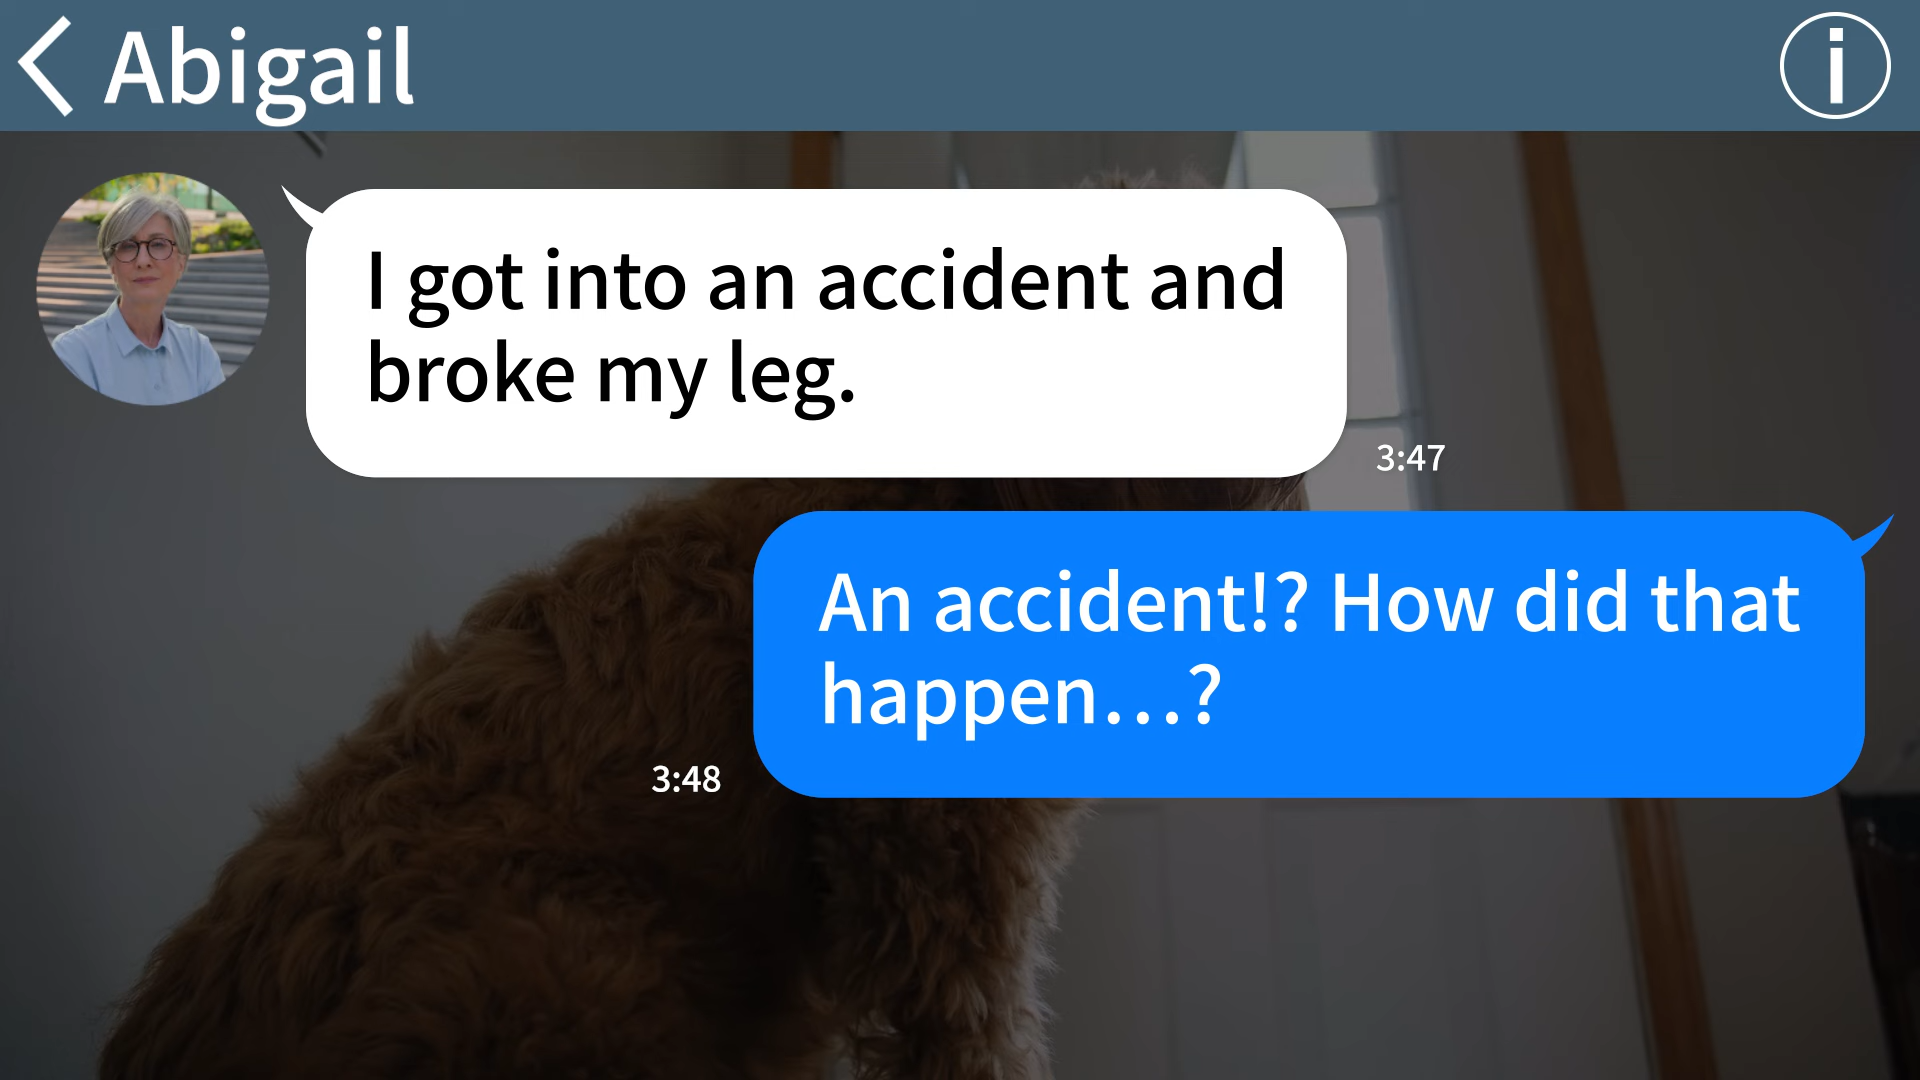 Abigail
i
I got into an accident and
broke my leg.
3:47
An accident!? How did that
happen…?
3:48